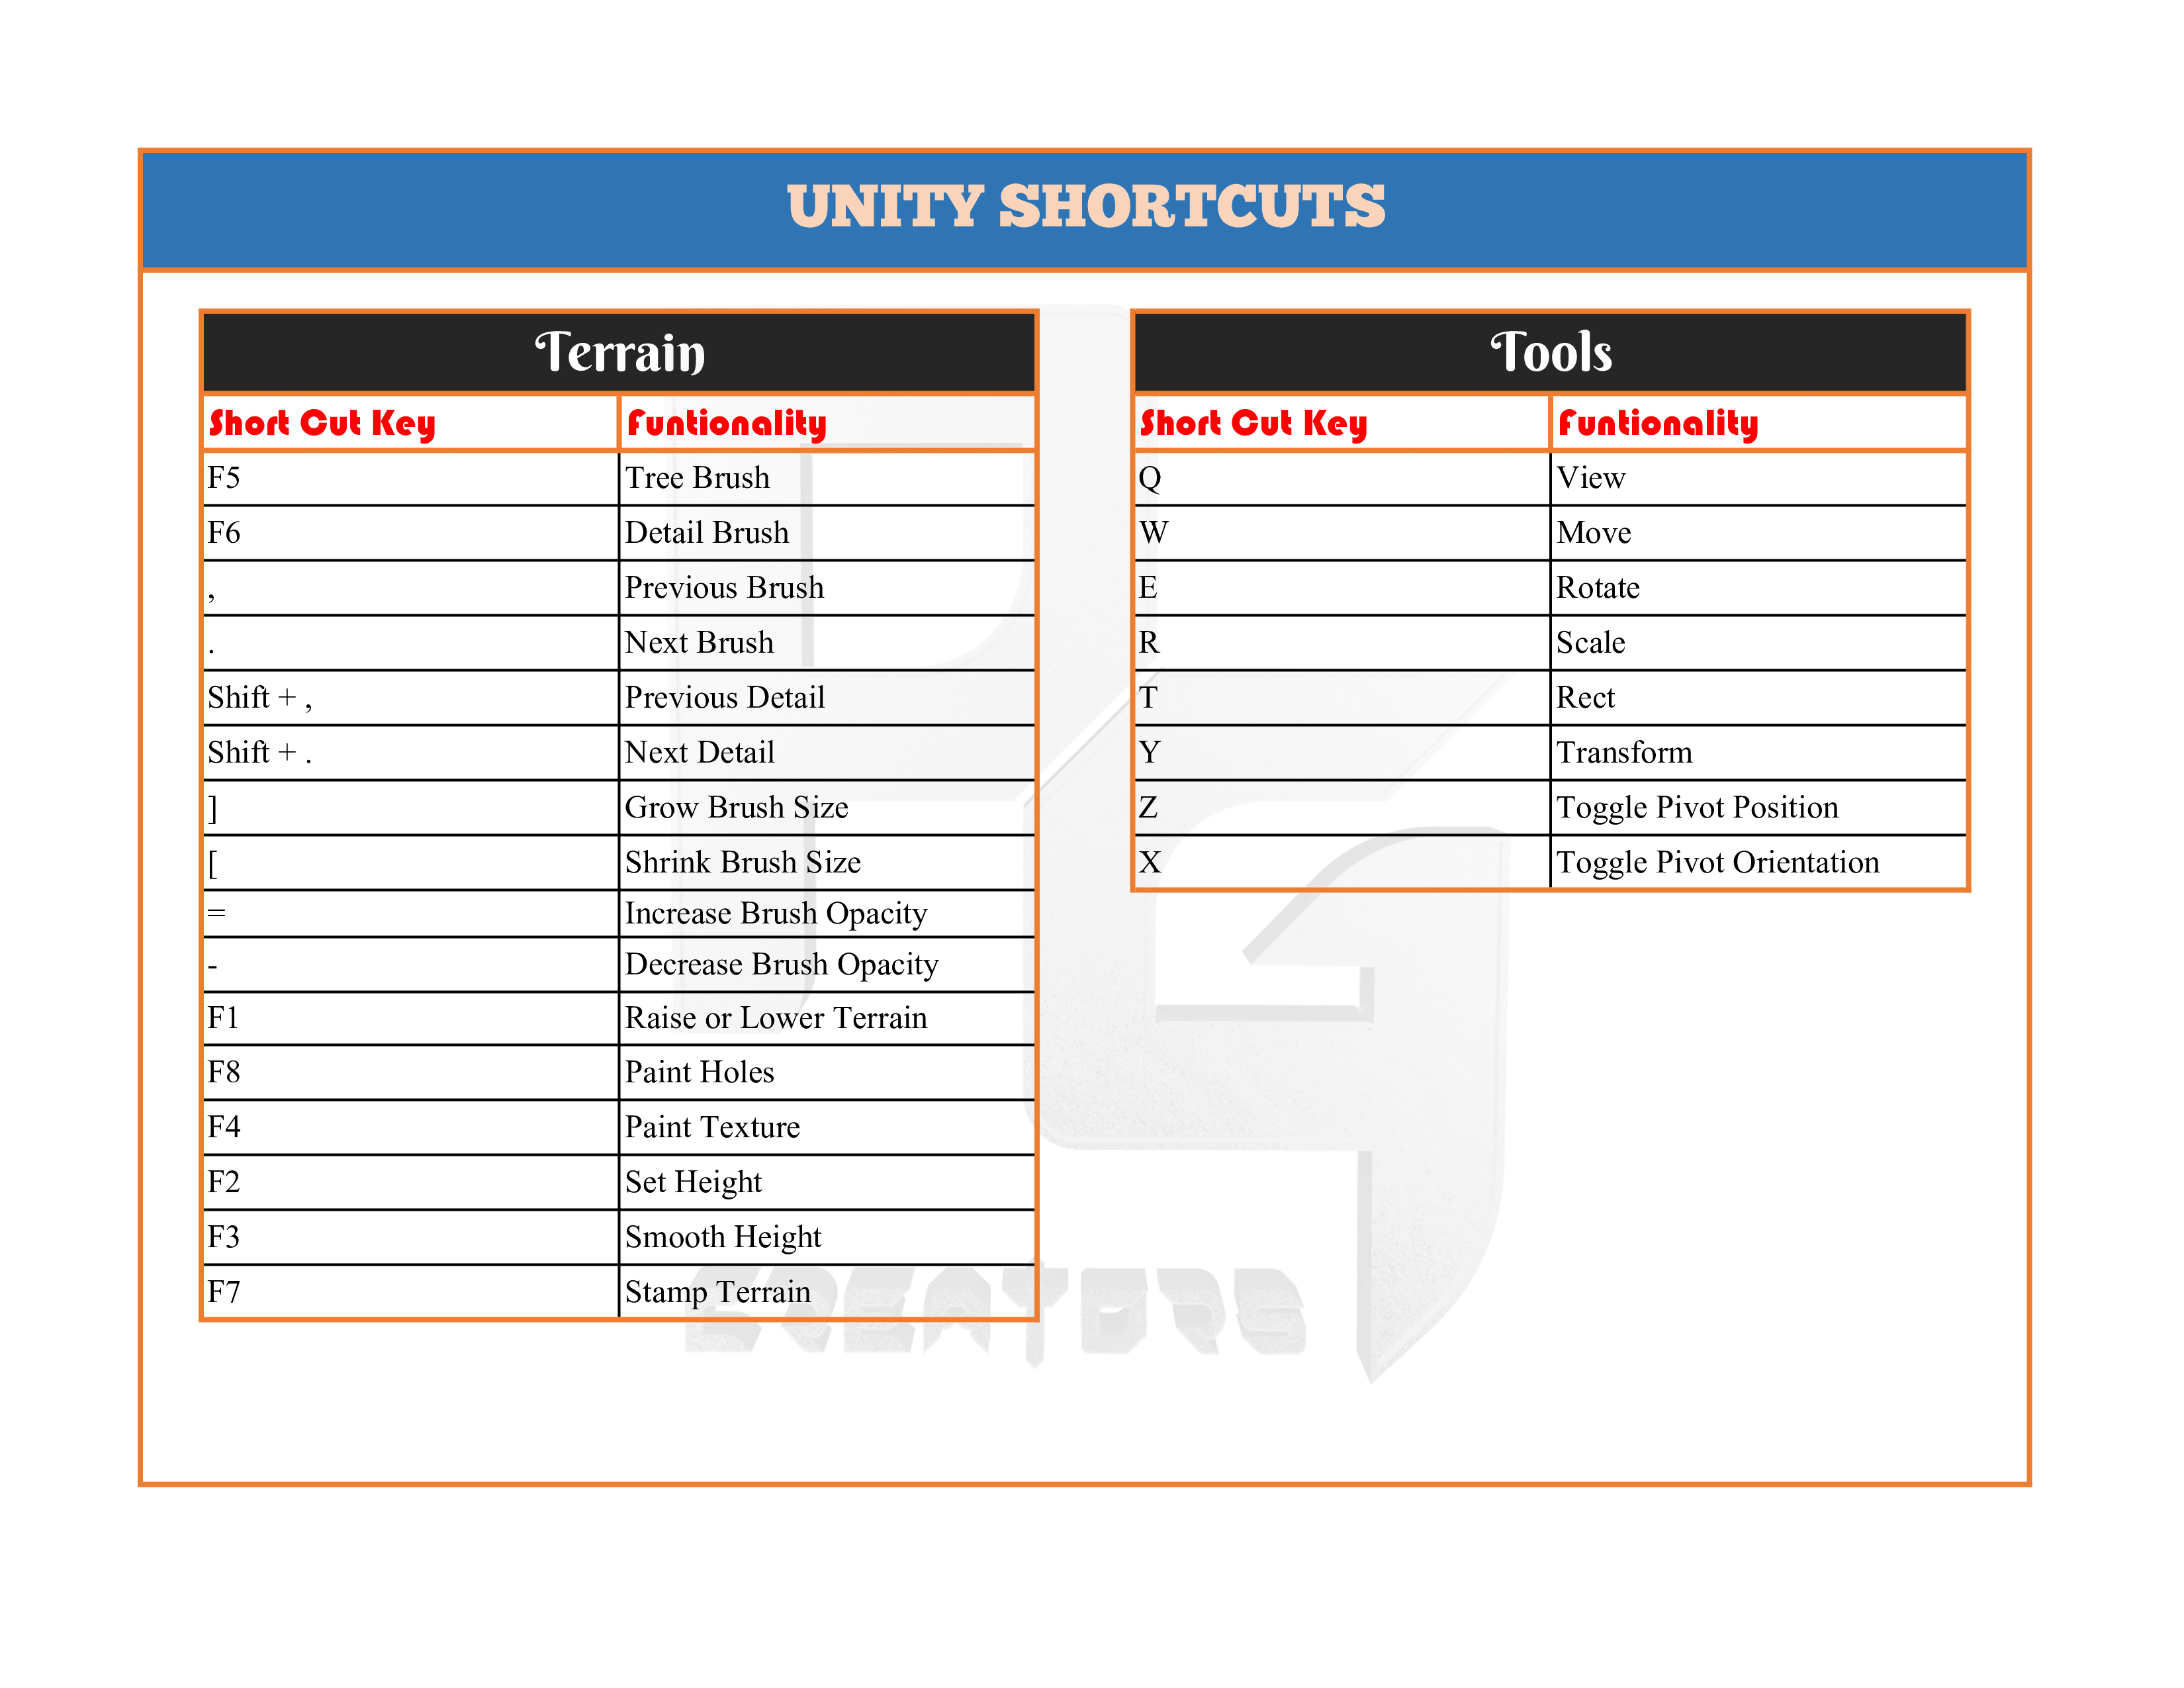 UNITY SHORTCUTS
Terrain
Short Cut Key Funtionality
F5 Tree Brush
F6 Detail Brush
, Previous Brush
. Next Brush
Shift + , Previous Detail
Shift + . Next Detail
] Grow Brush Size
[ Shrink Brush Size
= Increase Brush Opacity
- Decrease Brush Opacity
F1 Raise or Lower Terrain
F8 Paint Holes
F4 Paint Texture
F2 Set Height
F3 Smooth Height
F7 Stamp Terrain
Tools
Short Cut Key Funtionality
Q View
W Move
E Rotate
R Scale
T Rect
Y Transform
Z Toggle Pivot Position
X Toggle Pivot Orientation
CREATORS